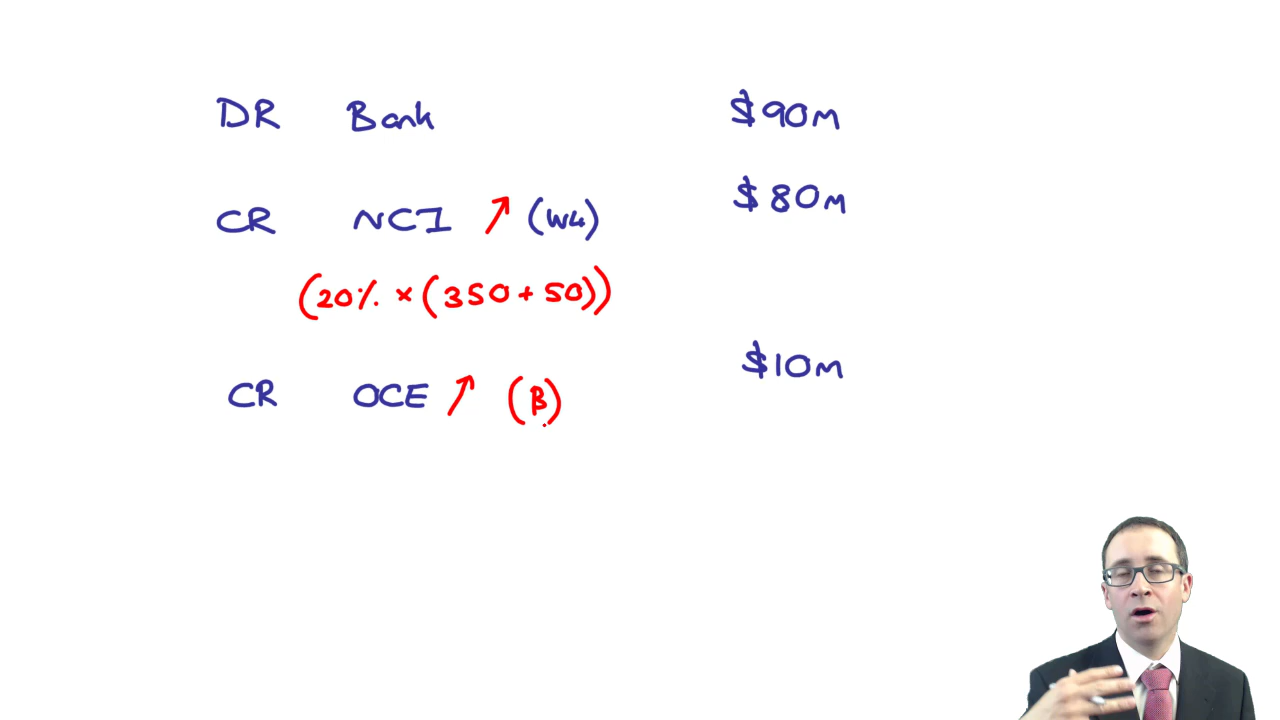 DR Bank $90m
CR NCI ↗ (W4) $80m
(20% × (350 + 50))
CR OCE ↗ (B) $10m